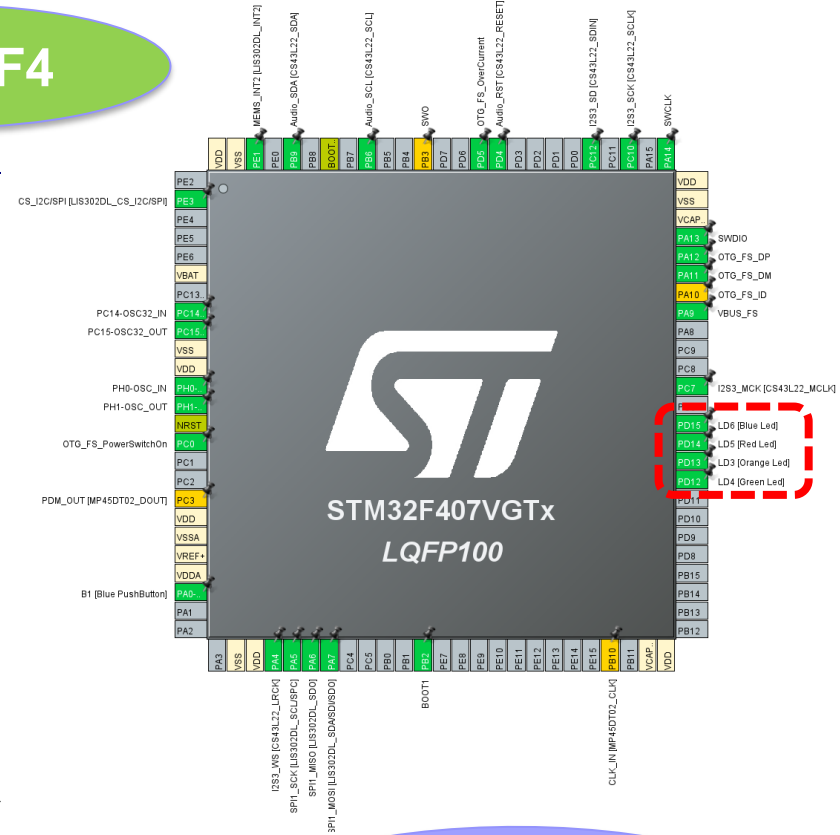 F4
MEMS_INT2 [LIS302DL_INT2]
Audio_SDA [CS43L22_SDA]
Audio_SCL [CS43L22_SCL]
SWO
OTG_FS_OverCurrent
Audio_RST [CS43L22_RESET]
I2S3_SD [CS43L22_SDIN]
I2S3_SCK [CS43L22_SCLK]
SWCLK
VDD
VSS
PE1
PE0
PB9
PB8
BOOT..
PB7
PB6
PB5
PB4
PB3
PD7
PD6
PD5
PD4
PD3
PD2
PD1
PD0
PC12
PC11
PC10
PA15
PA14
PE2
CS_I2C/SPI [LIS302DL_CS_I2C/SPI] PE3
PE4
PE5
PE6
VBAT
PC13..
PC14-OSC32_IN PC14..
PC15-OSC32_OUT PC15..
VSS
VDD
PH0-OSC_IN PH0-..
PH1-OSC_OUT PH1-..
NRST
OTG_FS_PowerSwitchOn PC0
PC1
PC2
PDM_OUT [MP45DT02_DOUT] PC3
VDD
VSSA
VREF+
VDDA
B1 [Blue PushButton] PA0-..
PA1
PA2
STM32F407VGTx
LQFP100
VDD
VSS
VCAP..
PA13 SWDIO
PA12 OTG_FS_DP
PA11 OTG_FS_DM
PA10 OTG_FS_ID
PA9 VBUS_FS
PA8
PC9
PC8
PC7 I2S3_MCK [CS43L22_MCLK]
PD15 LD6 [Blue Led]
PD14 LD5 [Red Led]
PD13 LD3 [Orange Led]
PD12 LD4 [Green Led]
PD11
PD10
PD9
PD8
PB15
PB14
PB13
PB12
PA3
VSS
VDD
PA4
PA5
PA6
PA7
PC4
PC5
PB0
PB1
PB2
PE7
PE8
PE9
PE10
PE11
PE12
PE13
PE14
PE15
PB10
PB11
VCAP..
VDD
I2S3_WS [CS43L22_LRCK]
SPI1_SCK [LIS302DL_SCL/SPC]
SPI1_MISO [LIS302DL_SDO]
SPI1_MOSI [LIS302DL_SDA/SDI/SDO]
BOOT1
CLK_IN [MP45DT02_CLK]